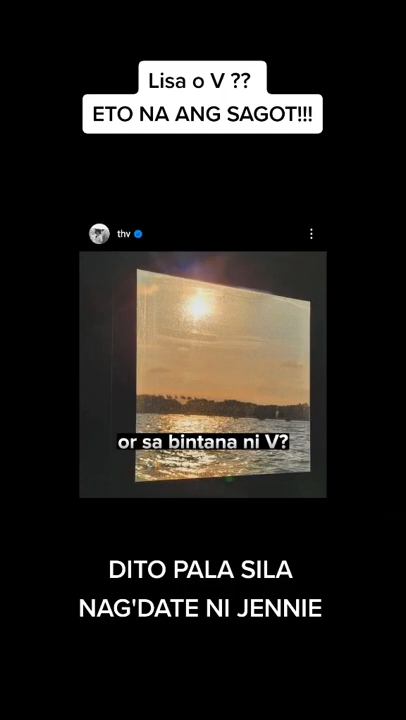 Lisa o V ??
ETO NA ANG SAGOT!!!
thv
or sa bintana ni V?
DITO PALA SILA
NAG'DATE NI JENNIE